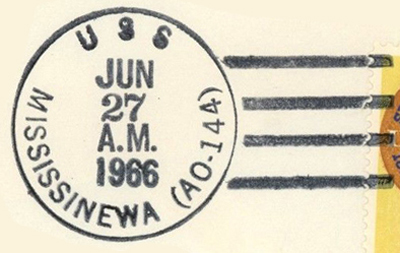 USS
JUN
27
A.M.
1966
MISSISSINEWA (AO-144)